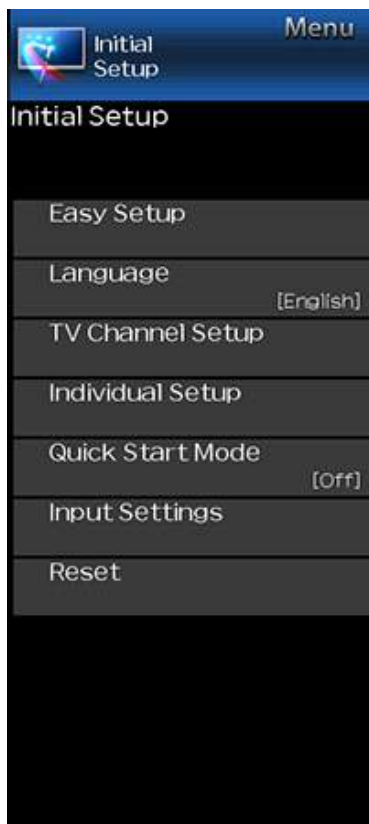 Menu
Initial
Setup
Initial Setup
Easy Setup
Language
[English]
TV Channel Setup
Individual Setup
Quick Start Mode
[Off]
Input Settings
Reset